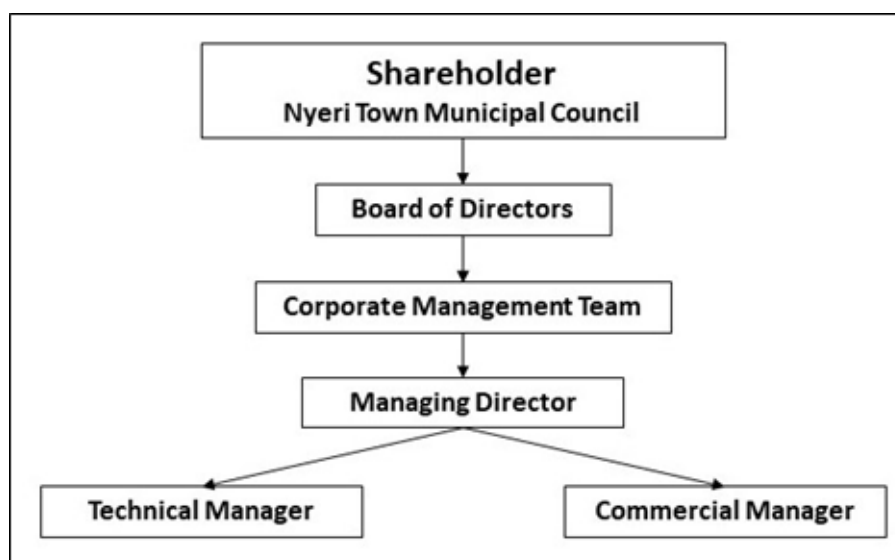 Shareholder
Nyeri Town Municipal Council
Board of Directors
Corporate Management Team
Managing Director
Technical Manager
Commercial Manager